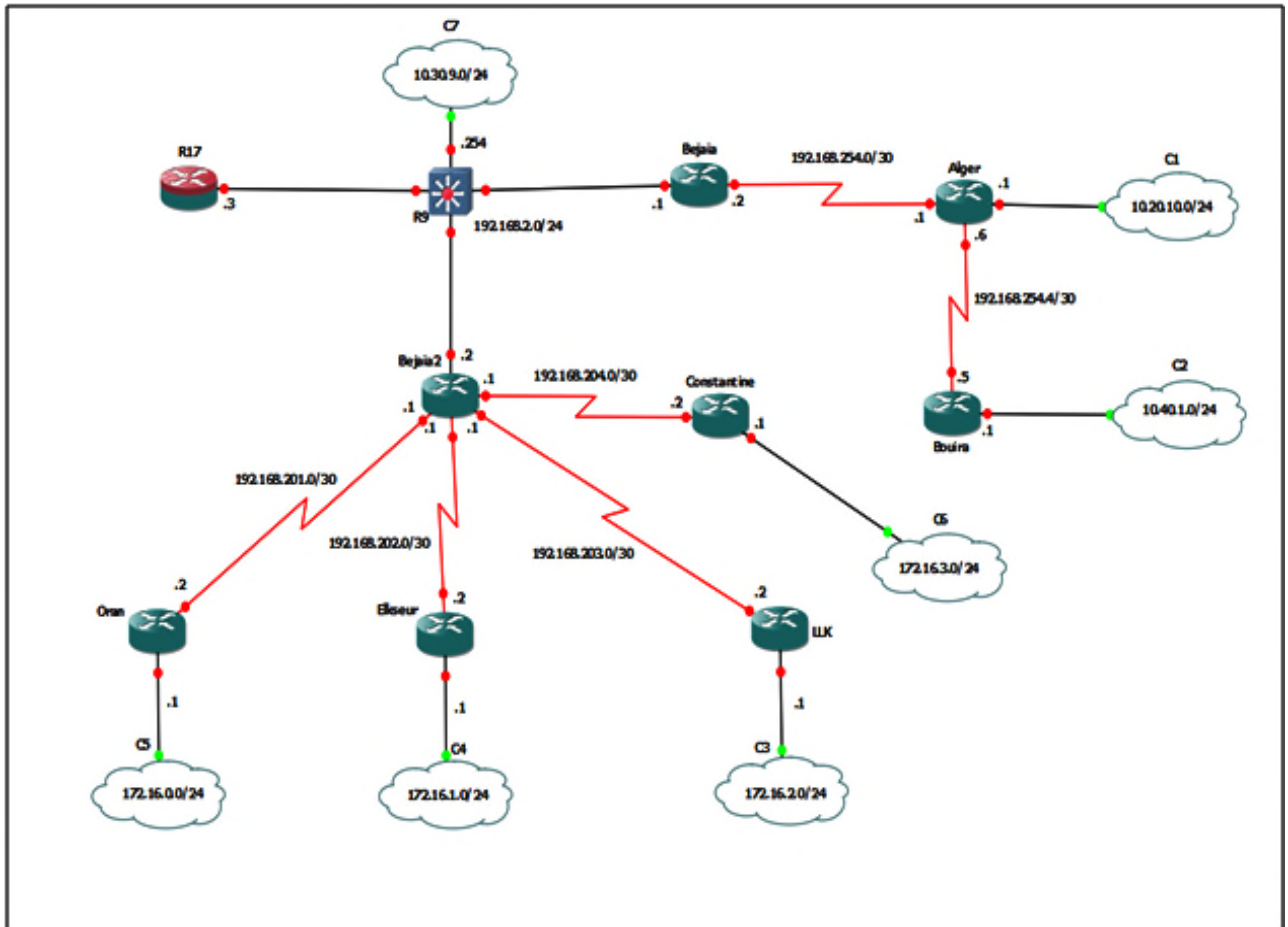 C7
10.30.9.0/24
.254
R17
.3
R9
192.168.2.0/24
Bejaia
.1
.2
192.168.254.0/30
Alger
.1
.1
.6
C1
10.20.10.0/24
192.168.254.4/30
.5
Bouira
.1
C2
10.40.1.0/24
.2
Bejaia2
.1
.1
.1
.1
192.168.204.0/30
Constantine
.2
.1
192.168.201.0/30
192.168.202.0/30
192.168.203.0/30
C6
172.16.3.0/24
.2
Oran
.1
C5
172.16.0.0/24
.2
Elkseur
.1
C4
172.16.1.0/24
.2
LLK
.1
C3
172.16.2.0/24